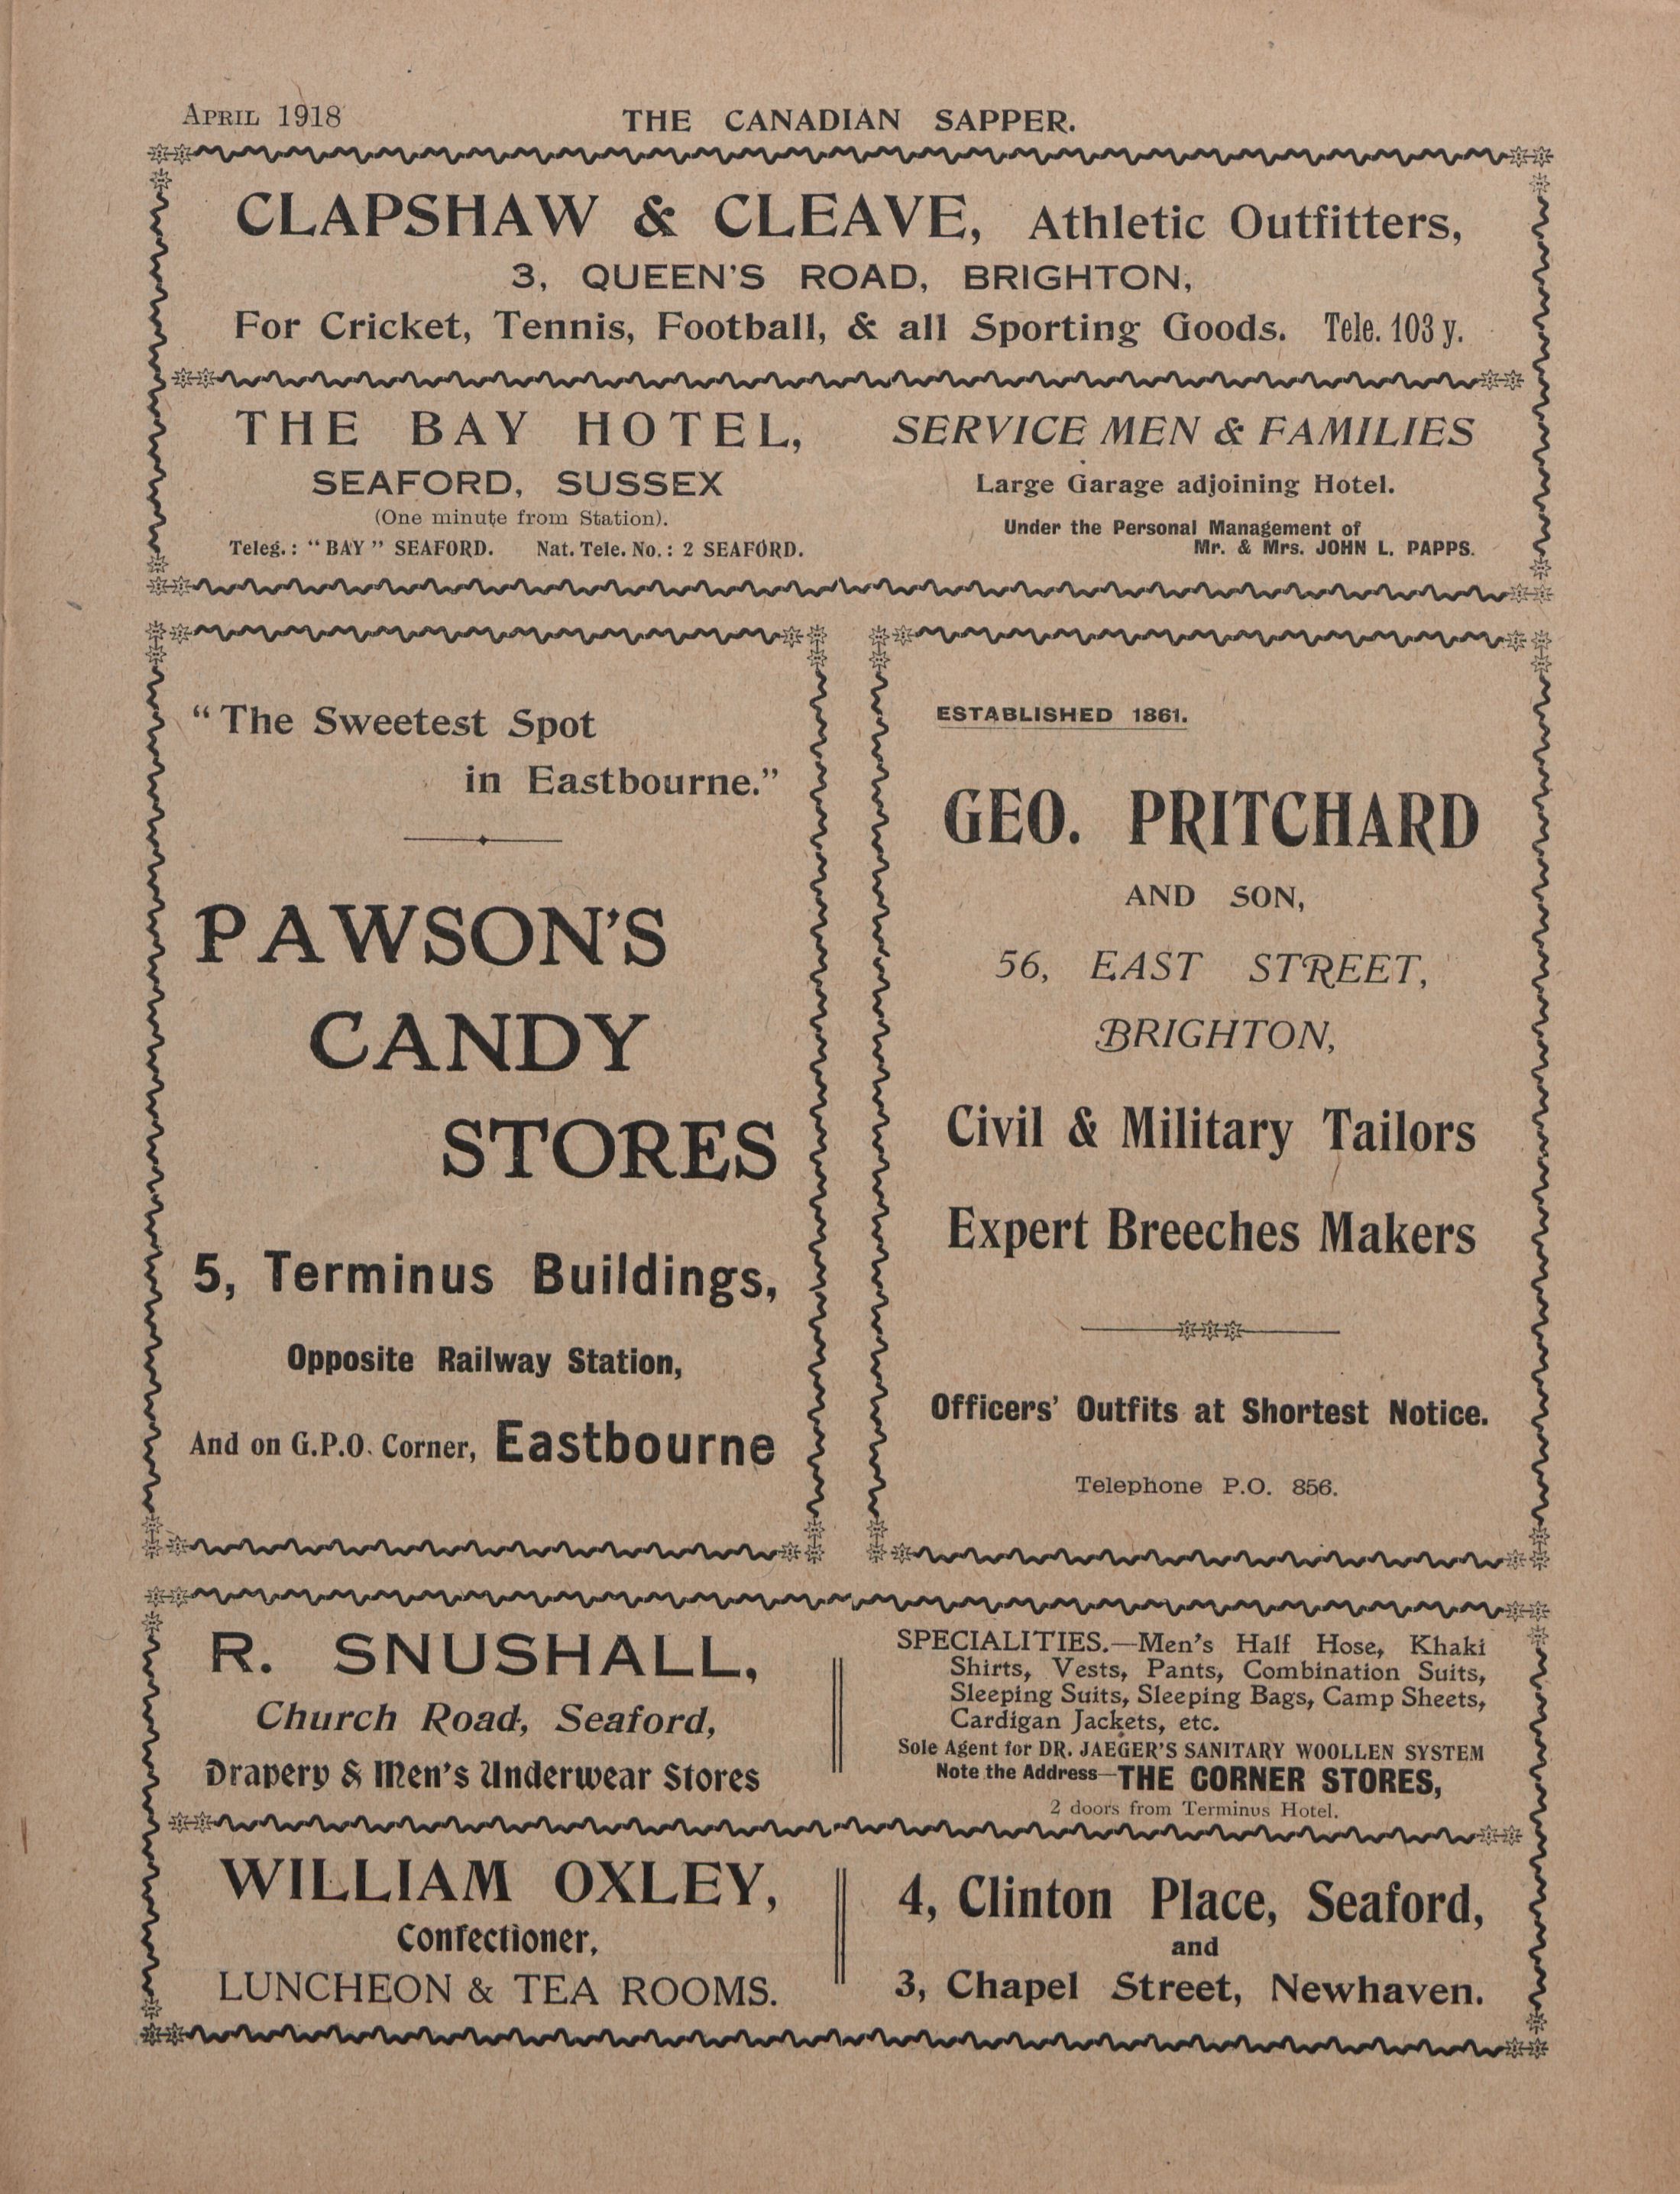 APRIL 1918
THE CANADIAN SAPPER.
CLAPSHAW & CLEAVE, Athletic Outfitters,
3, QUEEN'S ROAD, BRIGHTON,
For Cricket, Tennis, Football, & all Sporting Goods. Tele. 103 y.
THE BAY HOTEL,
SEAFORD, SUSSEX
(One minute from Station).
Teleg.: "BAY" SEAFORD. Nat. Tele. No.: 2 SEAFORD.
SERVICE MEN & FAMILIES
Large Garage adjoining Hotel.
Under the Personal Management of
Mr. & Mrs. JOHN L. PAPPS.
"The Sweetest Spot
in Eastbourne."
PAWSON'S
CANDY
STORES
5, Terminus Buildings,
Opposite Railway Station,
And on G.P.O. Corner, Eastbourne
ESTABLISHED 1861.
GEO. PRITCHARD
AND SON,
56, EAST STREET,
BRIGHTON,
Civil & Military Tailors
Expert Breeches Makers
Officers' Outfits at Shortest Notice.
Telephone P.O. 856.
R. SNUSHALL,
Church Road, Seaford,
Drapery & Men's Underwear Stores
SPECIALITIES.—Men's Half Hose, Khaki
Shirts, Vests, Pants, Combination Suits,
Sleeping Suits, Sleeping Bags, Camp Sheets,
Cardigan Jackets, etc.
Sole Agent for DR. JAEGER'S SANITARY WOOLLEN SYSTEM
Note the Address—THE CORNER STORES,
2 doors from Terminus Hotel.
WILLIAM OXLEY,
Confectioner,
LUNCHEON & TEA ROOMS.
4, Clinton Place, Seaford,
and
3, Chapel Street, Newhaven.